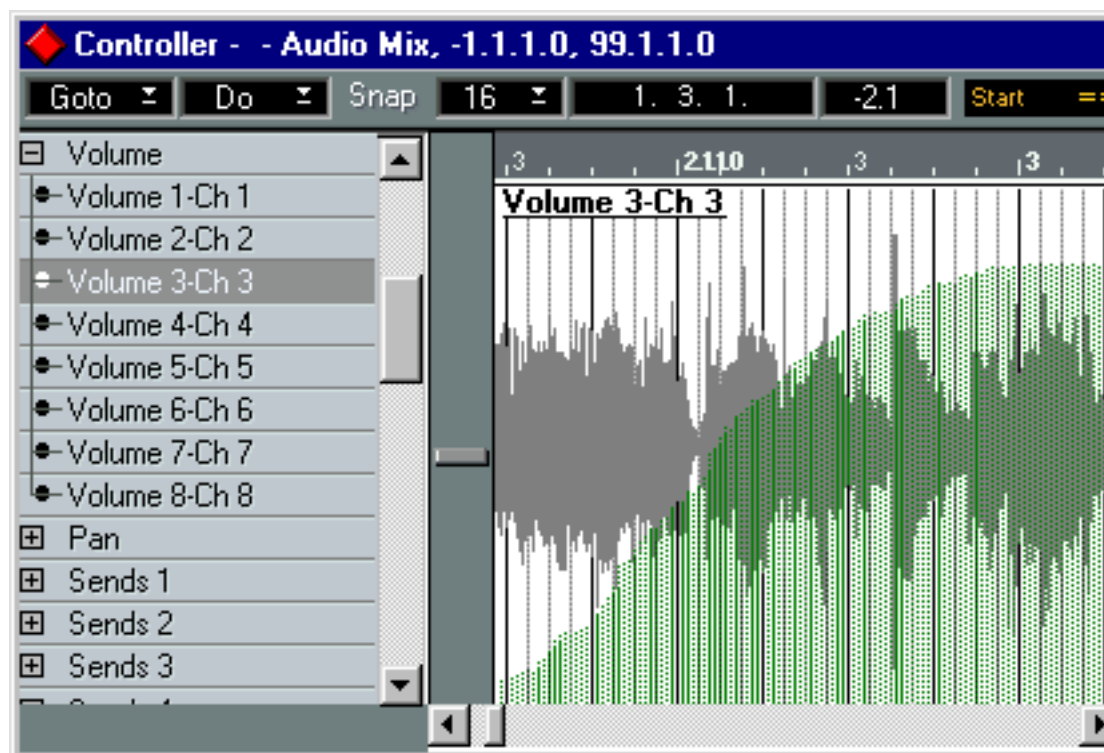 Controller - - Audio Mix, -1.1.1.0, 99.1.1.0
Goto Do Snap 16 1. 3. 1. -2.1 Start
Volume
Volume 1-Ch 1
Volume 2-Ch 2
Volume 3-Ch 3
Volume 4-Ch 4
Volume 5-Ch 5
Volume 6-Ch 6
Volume 7-Ch 7
Volume 8-Ch 8
Pan
Sends 1
Sends 2
Sends 3
3 2.1.1.0 3 3
Volume 3-Ch 3